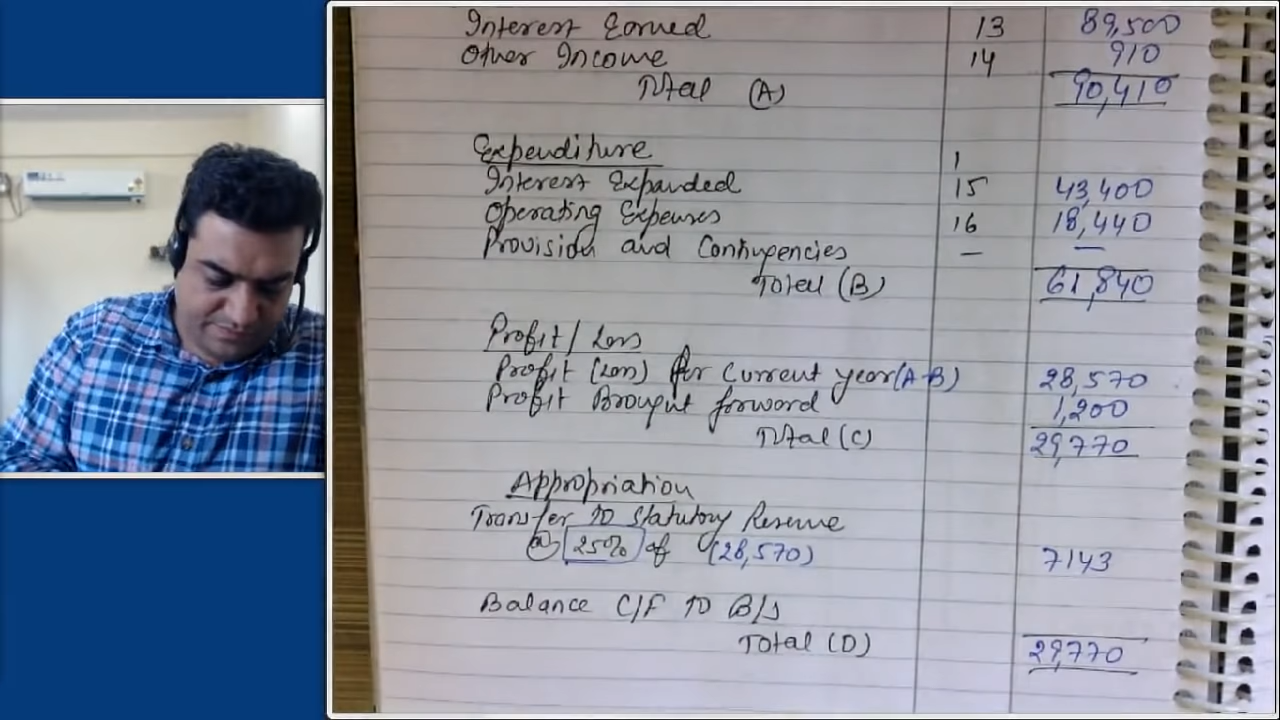 Interest Earned 13 89,500
Other Income 14 910
Total (A) 90,410
Expenditure 1
Interest Expanded 15 43,400
Operating Expenses 16 18,440
Provision and Contingencies — —
Total (B) 61,840
Profit / Loss
Profit (Loss) for Current year (A-B) 28,570
Profit Brought forward 1,200
Total (C) 29,770
Appropriation
Transfer to Statutory Reserve
@ 25% of (28,570) 7143
Balance C/F to B/s
Total (D) 29,770